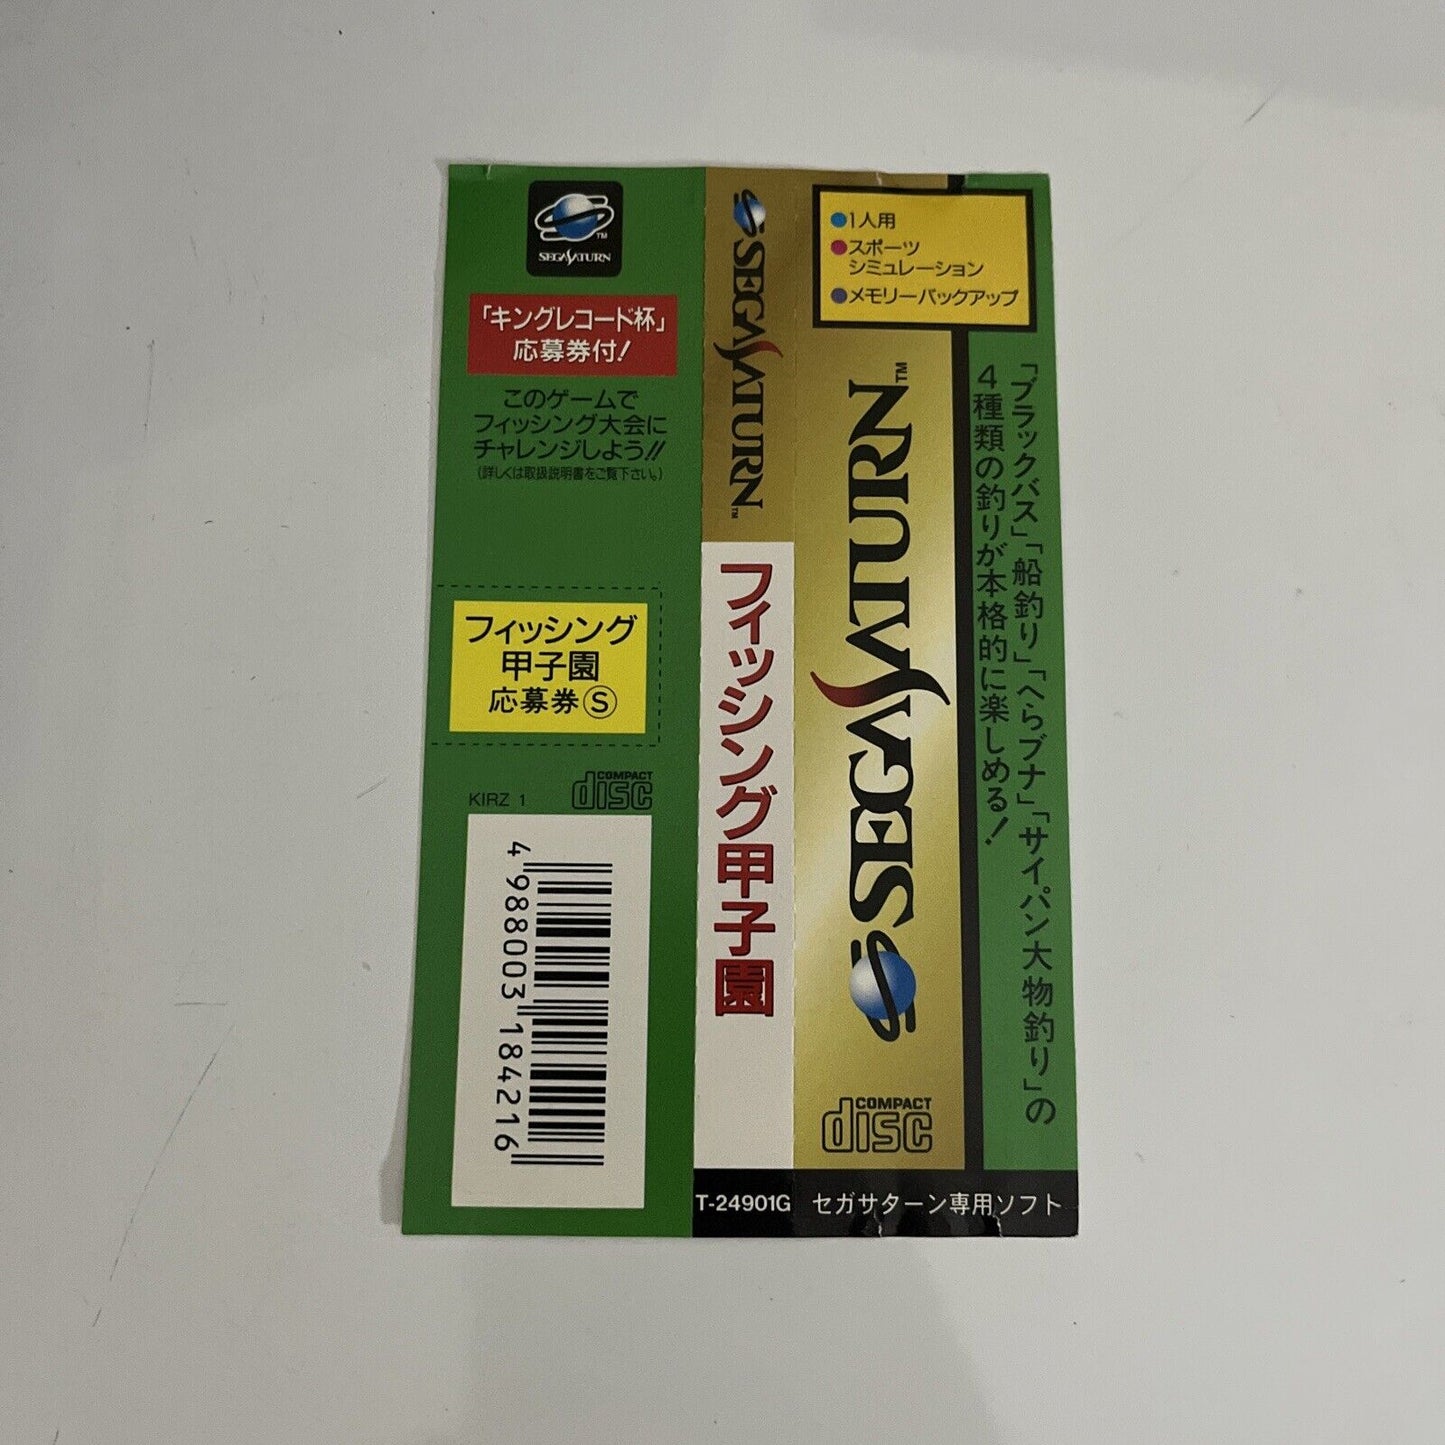 SEGA SATURN
TM
「キングレコード杯」
応募券付!
このゲームで
フィッシング大会に
チャレンジしよう!!
(詳しくは取扱説明書をご覧下さい。)
フィッシング
甲子園
応募券Ⓢ
KIRZ 1
COMPACT
disc
4 988003 184216
SEGA SATURN
TM
フィッシング甲子園
T-24901G
●1人用
●スポーツ
シミュレーション
●メモリーバックアップ
SEGA SATURN
TM
COMPACT
disc
「ブラックバス」「船釣り」「へらブナ」「サイパン大物釣り」の
4種類の釣りが本格的に楽しめる!
セガサターン専用ソフト